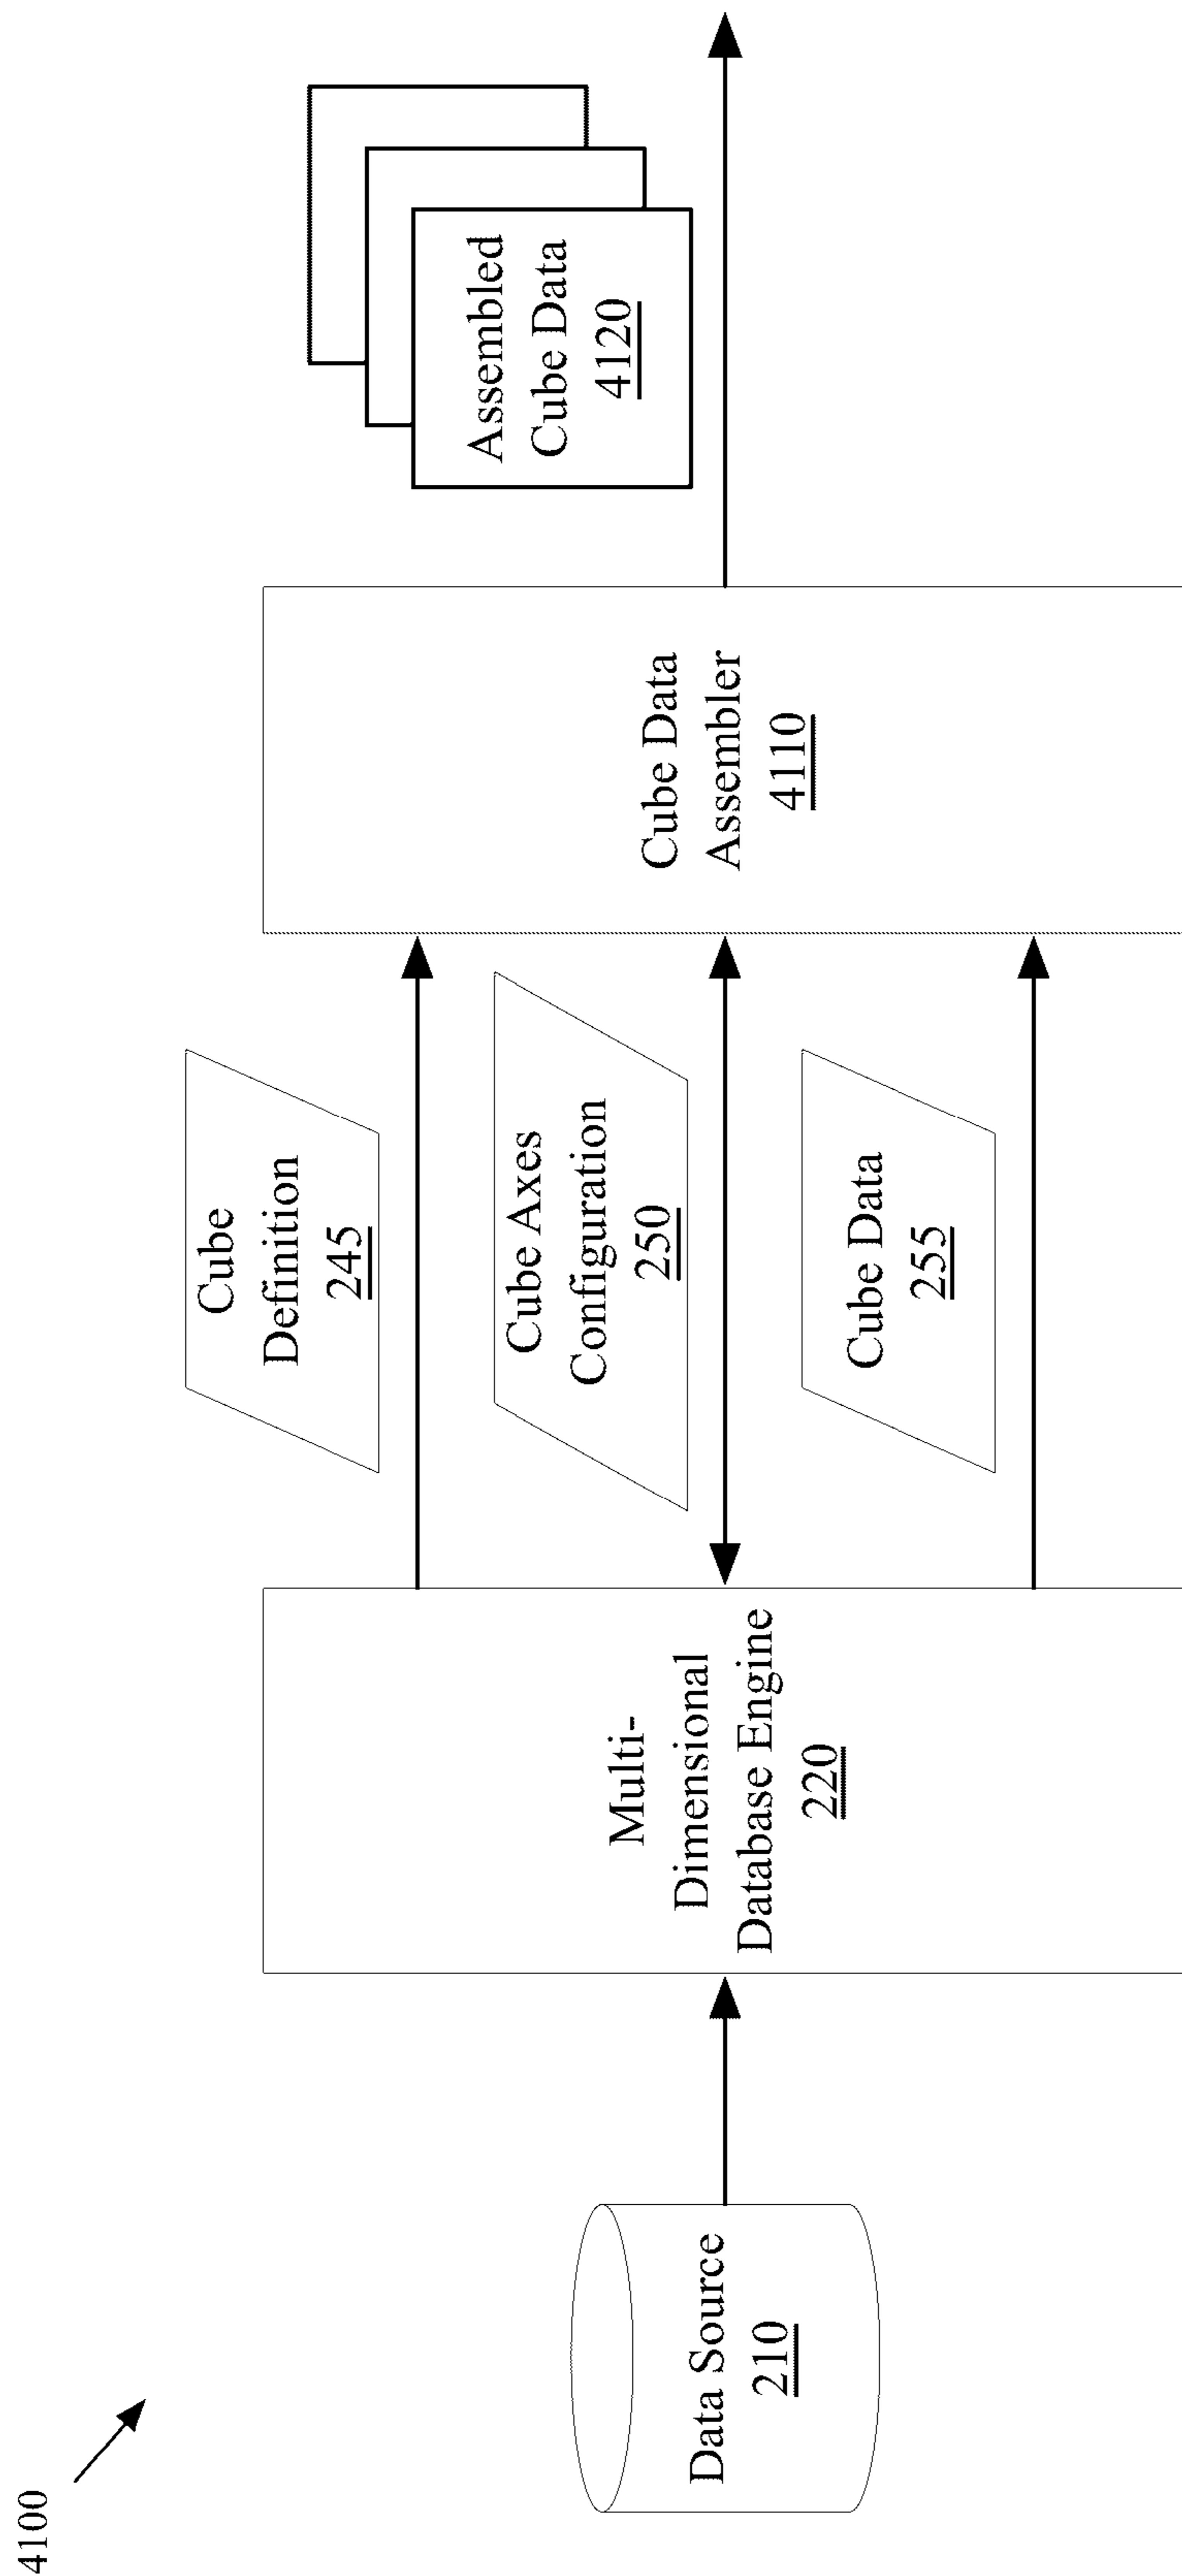 4100
Data Source
210
Multi-
Dimensional
Database Engine
220
Cube
Definition
245
Cube Axes
Configuration
250
Cube Data
255
Cube Data
Assembler
4110
Assembled
Cube Data
4120